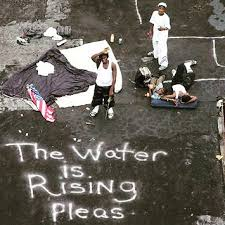 The Water
is
Rising
Pleas